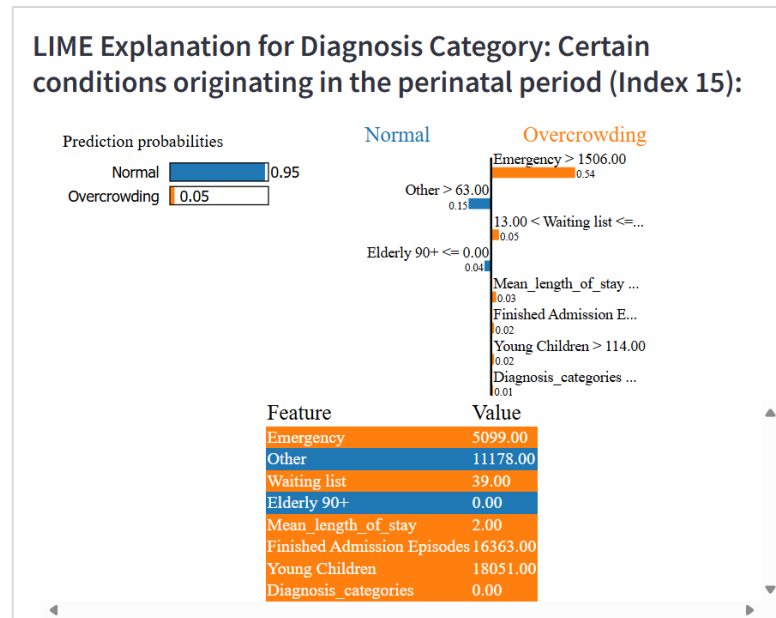 LIME Explanation for Diagnosis Category: Certain
conditions originating in the perinatal period (Index 15):
Prediction probabilities
Normal 0.95
Overcrowding 0.05
Normal Overcrowding
Emergency > 1506.00
0.54
Other > 63.00
0.15
13.00 < Waiting list <=...
0.05
Elderly 90+ <= 0.00
0.04
Mean_length_of_stay ...
0.03
Finished Admission E...
0.02
Young Children > 114.00
0.02
Diagnosis_categories ...
0.01
Feature Value
Emergency 5099.00
Other 11178.00
Waiting list 39.00
Elderly 90+ 0.00
Mean_length_of_stay 2.00
Finished Admission Episodes 16363.00
Young Children 18051.00
Diagnosis_categories 0.00